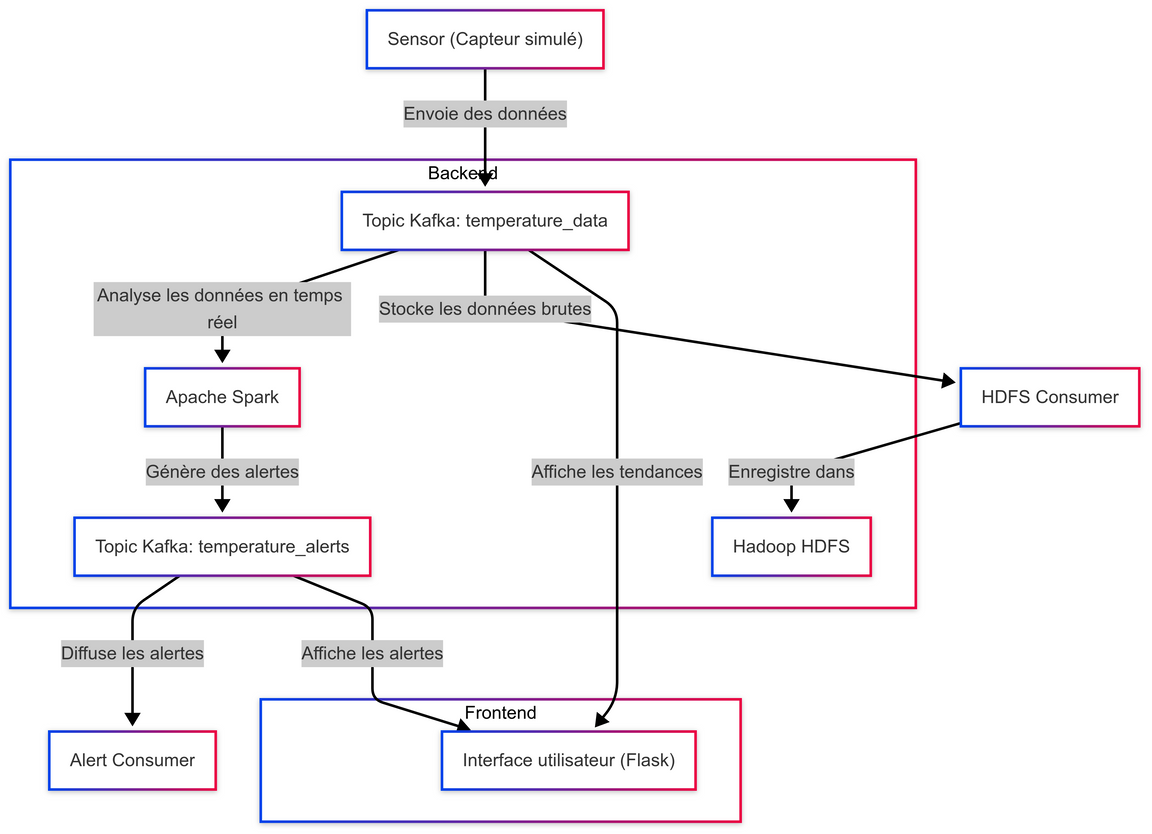 Sensor (Capteur simulé)
Envoie des données
Backend
Topic Kafka: temperature_data
Analyse les données en temps
réel
Stocke les données brutes
Apache Spark
HDFS Consumer
Génère des alertes
Affiche les tendances
Enregistre dans
Topic Kafka: temperature_alerts
Hadoop HDFS
Diffuse les alertes
Affiche les alertes
Frontend
Alert Consumer
Interface utilisateur (Flask)